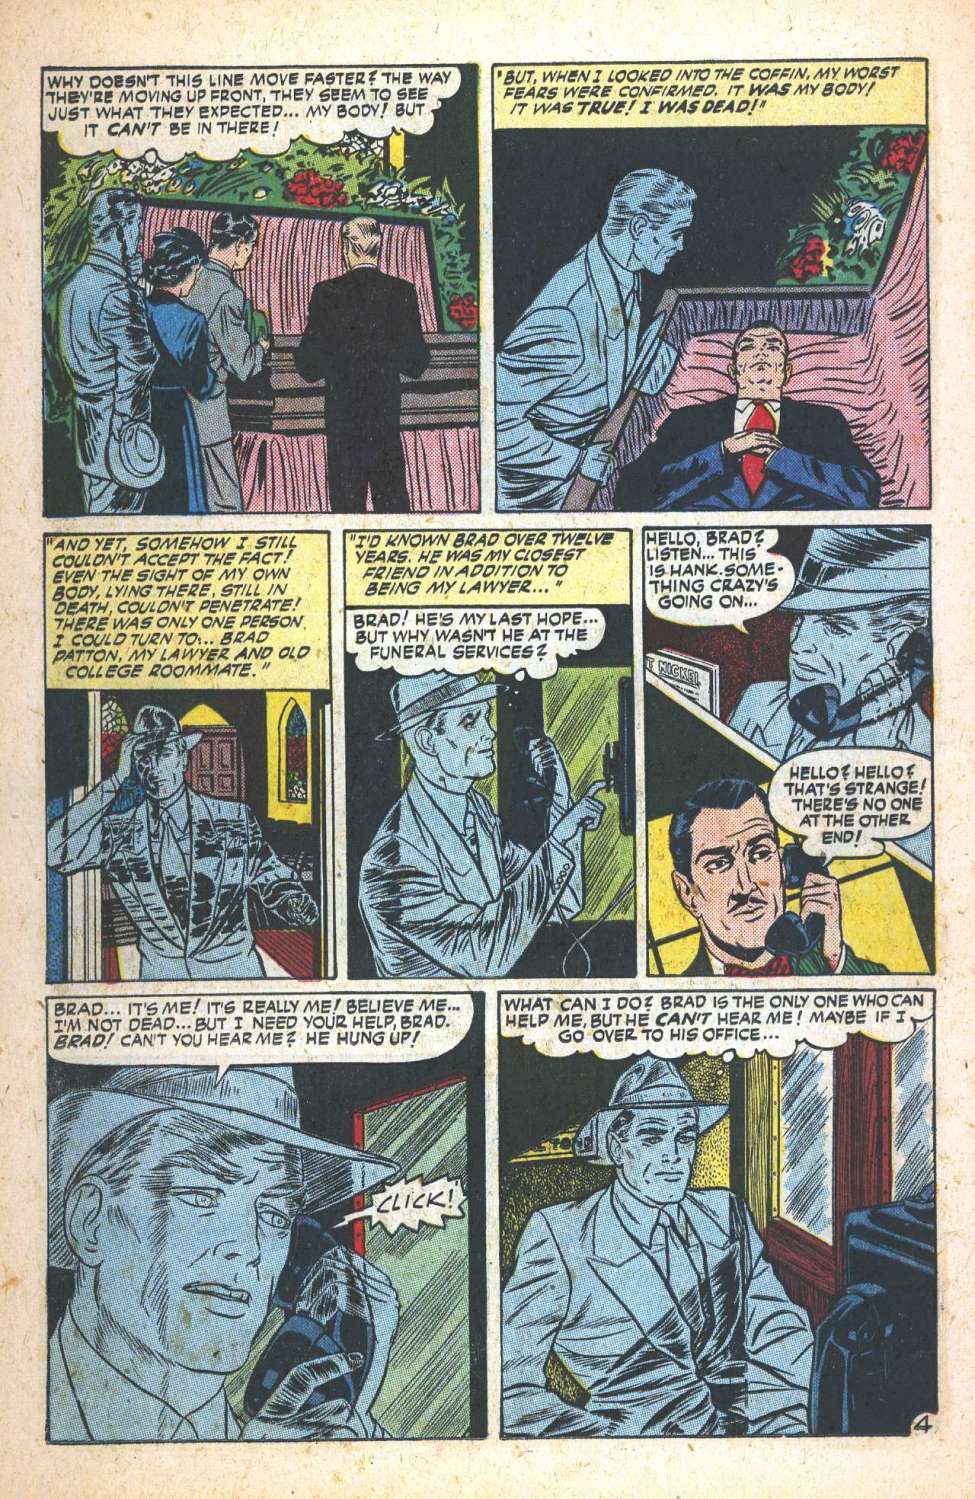 WHY DOESN'T THIS LINE MOVE FASTER? THE WAY
THEY'RE MOVING UP FRONT, THEY SEEM TO SEE
JUST WHAT THEY EXPECTED... MY BODY! BUT
IT CAN'T BE IN THERE!
"BUT, WHEN I LOOKED INTO THE COFFIN, MY WORST
FEARS WERE CONFIRMED. IT WAS MY BODY!
IT WAS TRUE! I WAS DEAD!"
"AND YET, SOMEHOW I STILL
COULDN'T ACCEPT THE FACT!
EVEN THE SIGHT OF MY OWN
BODY, LYING THERE, STILL IN
DEATH, COULDN'T PENETRATE!
THERE WAS ONLY ONE PERSON
I COULD TURN TO... BRAD
PATTON, MY LAWYER AND OLD
COLLEGE ROOMMATE."
"I'D KNOWN BRAD OVER TWELVE
YEARS. HE WAS MY CLOSEST
FRIEND IN ADDITION TO
BEING MY LAWYER..."
BRAD! HE'S MY LAST HOPE...
BUT WHY WASN'T HE AT THE
FUNERAL SERVICES?
HELLO, BRAD?
LISTEN... THIS
IS HANK. SOME-
THING CRAZY'S
GOING ON...
T NICKEL
HELLO? HELLO?
THAT'S STRANGE!
THERE'S NO ONE
AT THE OTHER
END!
BRAD... IT'S ME! IT'S REALLY ME! BELIEVE ME...
I'M NOT DEAD... BUT I NEED YOUR HELP, BRAD.
BRAD! CAN'T YOU HEAR ME? HE HUNG UP!
CLICK!
WHAT CAN I DO? BRAD IS THE ONLY ONE WHO CAN
HELP ME, BUT HE CAN'T HEAR ME! MAYBE IF I
GO OVER TO HIS OFFICE...
4